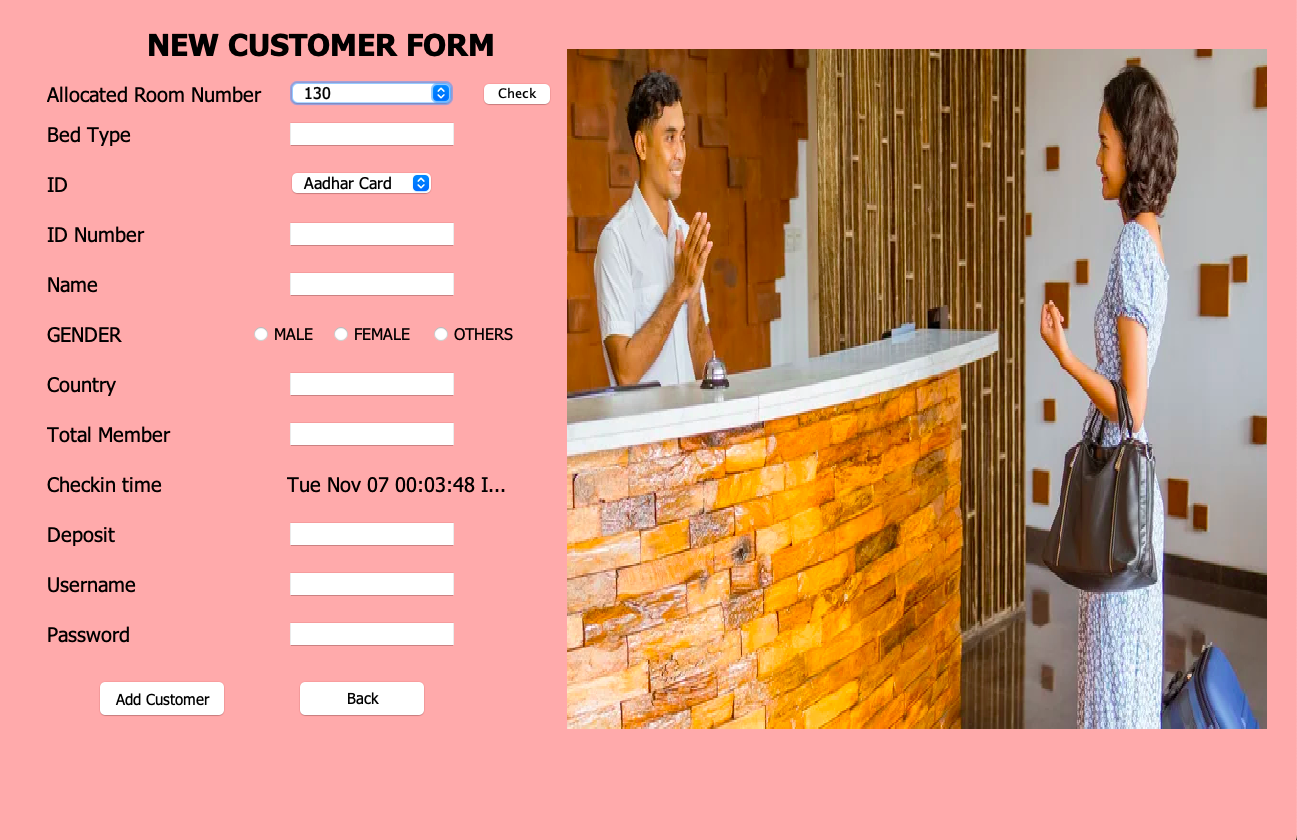 NEW CUSTOMER FORM
Allocated Room Number 130 Check
Bed Type
ID Aadhar Card
ID Number
Name
GENDER MALE FEMALE OTHERS
Country
Total Member
Checkin time Tue Nov 07 00:03:48 I...
Deposit
Username
Password
Add Customer Back